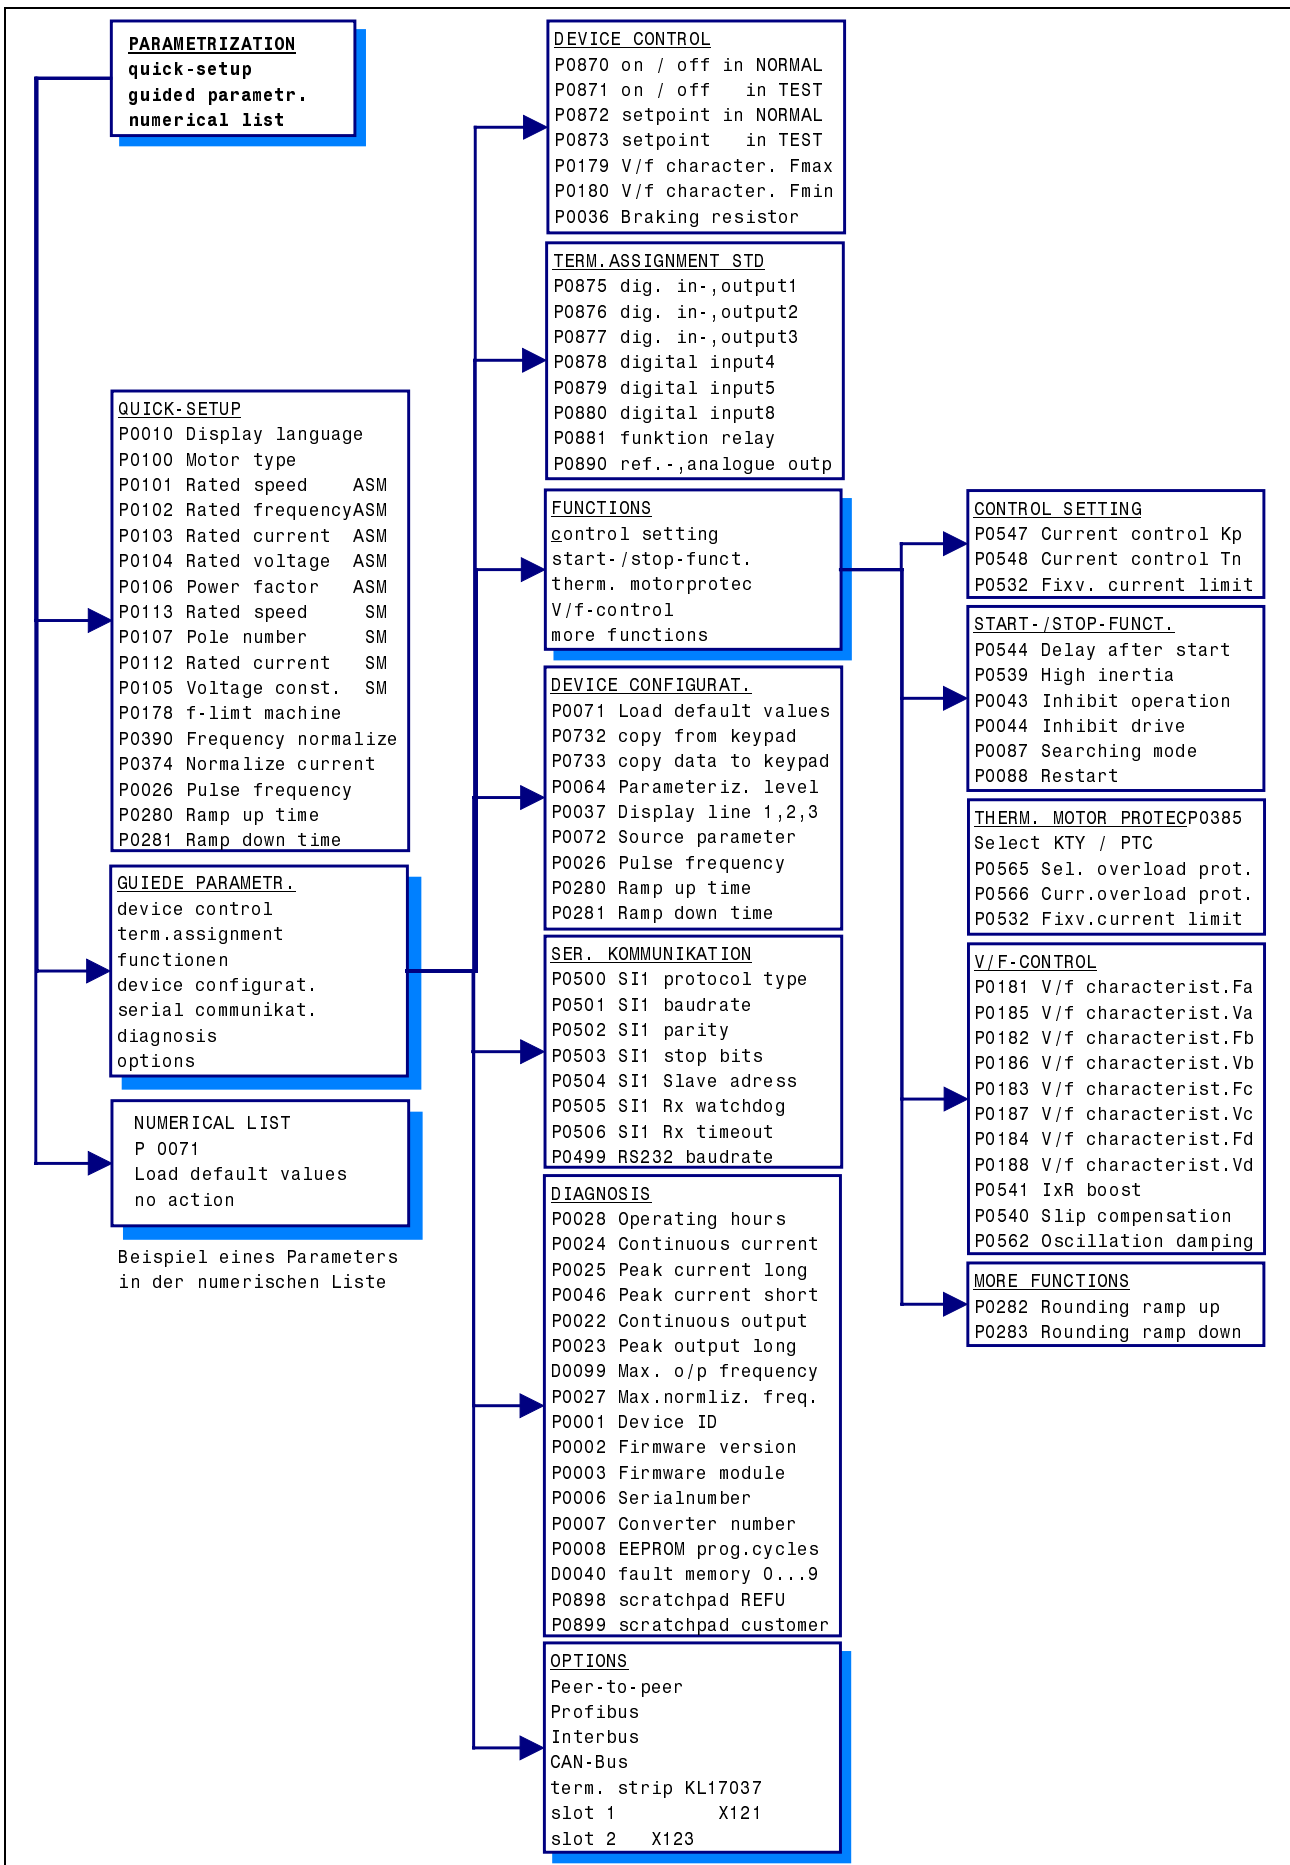 PARAMETRIZATION
quick-setup
guided parametr.
numerical list
QUICK-SETUP
P0010 Display language
P0100 Motor type
P0101 Rated speed ASM
P0102 Rated frequencyASM
P0103 Rated current ASM
P0104 Rated voltage ASM
P0106 Power factor ASM
P0113 Rated speed SM
P0107 Pole number SM
P0112 Rated current SM
P0105 Voltage const. SM
P0178 f-limt machine
P0390 Frequency normalize
P0374 Normalize current
P0026 Pulse frequency
P0280 Ramp up time
P0281 Ramp down time
GUIEDE PARAMETR.
device control
term.assignment
functionen
device configurat.
serial communikat.
diagnosis
options
NUMERICAL LIST
P 0071
Load default values
no action
Beispiel eines Parameters
in der numerischen Liste
DEVICE CONTROL
P0870 on / off in NORMAL
P0871 on / off in TEST
P0872 setpoint in NORMAL
P0873 setpoint in TEST
P0179 V/f character. Fmax
P0180 V/f character. Fmin
P0036 Braking resistor
TERM.ASSIGNMENT STD
P0875 dig. in-,output1
P0876 dig. in-,output2
P0877 dig. in-,output3
P0878 digital input4
P0879 digital input5
P0880 digital input8
P0881 funktion relay
P0890 ref.-,analogue outp
FUNCTIONS
control setting
start-/stop-funct.
therm. motorprotec
V/f-control
more functions
DEVICE CONFIGURAT.
P0071 Load default values
P0732 copy from keypad
P0733 copy data to keypad
P0064 Parameteriz. level
P0037 Display line 1,2,3
P0072 Source parameter
P0026 Pulse frequency
P0280 Ramp up time
P0281 Ramp down time
SER. KOMMUNIKATION
P0500 SI1 protocol type
P0501 SI1 baudrate
P0502 SI1 parity
P0503 SI1 stop bits
P0504 SI1 Slave adress
P0505 SI1 Rx watchdog
P0506 SI1 Rx timeout
P0499 RS232 baudrate
DIAGNOSIS
P0028 Operating hours
P0024 Continuous current
P0025 Peak current long
P0046 Peak current short
P0022 Continuous output
P0023 Peak output long
D0099 Max. o/p frequency
P0027 Max.normliz. freq.
P0001 Device ID
P0002 Firmware version
P0003 Firmware module
P0006 Serialnumber
P0007 Converter number
P0008 EEPROM prog.cycles
D0040 fault memory 0...9
P0898 scratchpad REFU
P0899 scratchpad customer
OPTIONS
Peer-to-peer
Profibus
Interbus
CAN-Bus
term. strip KL17037
slot 1 X121
slot 2 X123
CONTROL SETTING
P0547 Current control Kp
P0548 Current control Tn
P0532 Fixv. current limit
START-/STOP-FUNCT.
P0544 Delay after start
P0539 High inertia
P0043 Inhibit operation
P0044 Inhibit drive
P0087 Searching mode
P0088 Restart
THERM. MOTOR PROTECP0385
Select KTY / PTC
P0565 Sel. overload prot.
P0566 Curr.overload prot.
P0532 Fixv.current limit
V/F-CONTROL
P0181 V/f characterist.Fa
P0185 V/f characterist.Va
P0182 V/f characterist.Fb
P0186 V/f characterist.Vb
P0183 V/f characterist.Fc
P0187 V/f characterist.Vc
P0184 V/f characterist.Fd
P0188 V/f characterist.Vd
P0541 IxR boost
P0540 Slip compensation
P0562 Oscillation damping
MORE FUNCTIONS
P0282 Rounding ramp up
P0283 Rounding ramp down